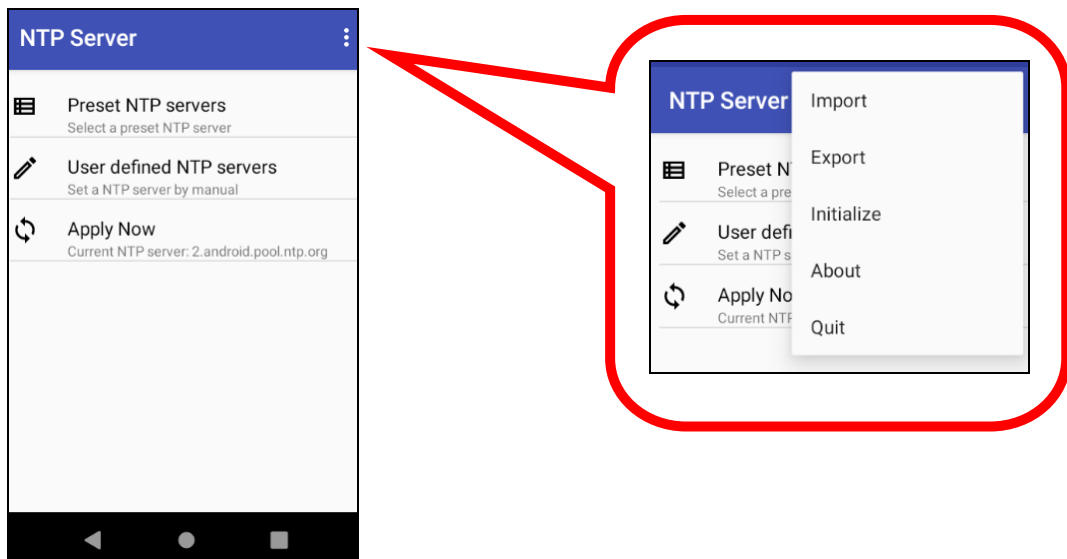 NTP Server
Preset NTP servers
Select a preset NTP server
User defined NTP servers
Set a NTP server by manual
Apply Now
Current NTP server: 2.android.pool.ntp.org
NTP Server
Import
Export
Initialize
About
Quit
Preset N
Select a pre
User defi
Set a NTP s
Apply No
Current NTP